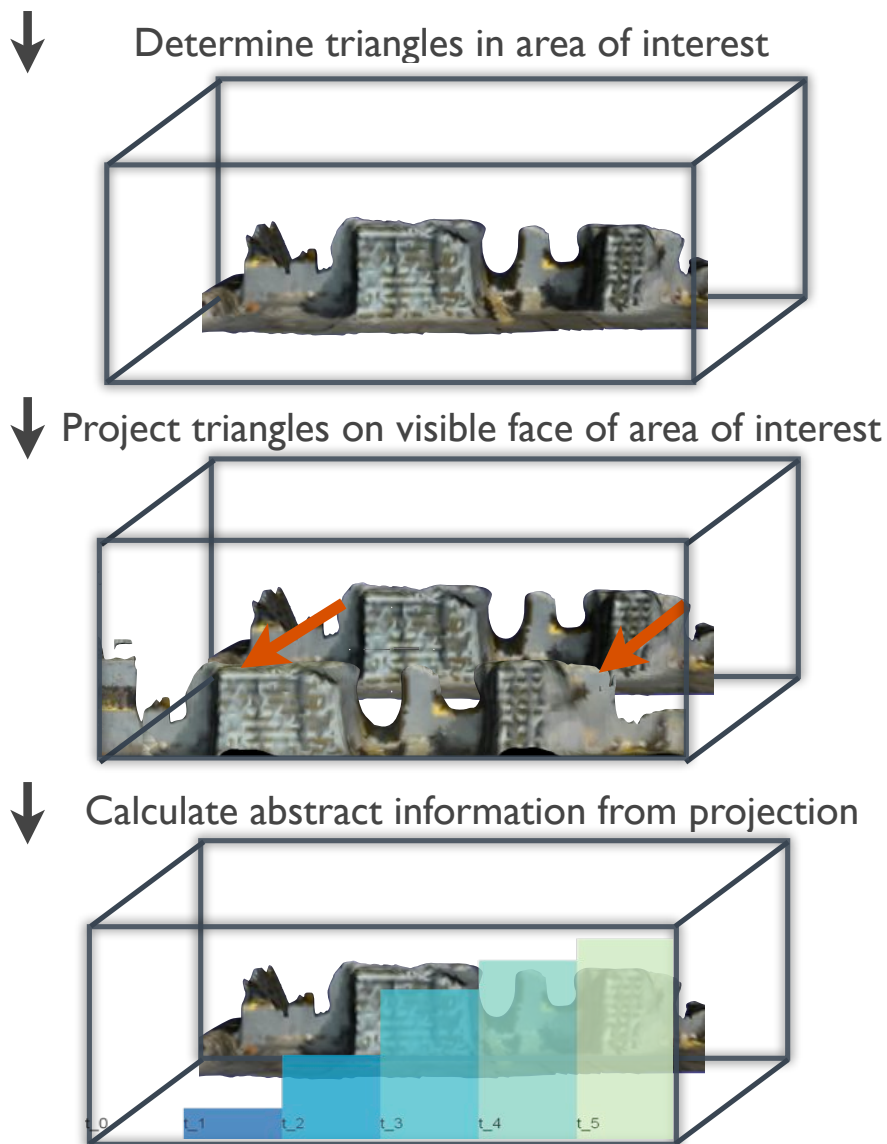 Determine triangles in area of interest
Project triangles on visible face of area of interest
Calculate abstract information from projection
t_0 t_1 t_2 t_3 t_4 t_5